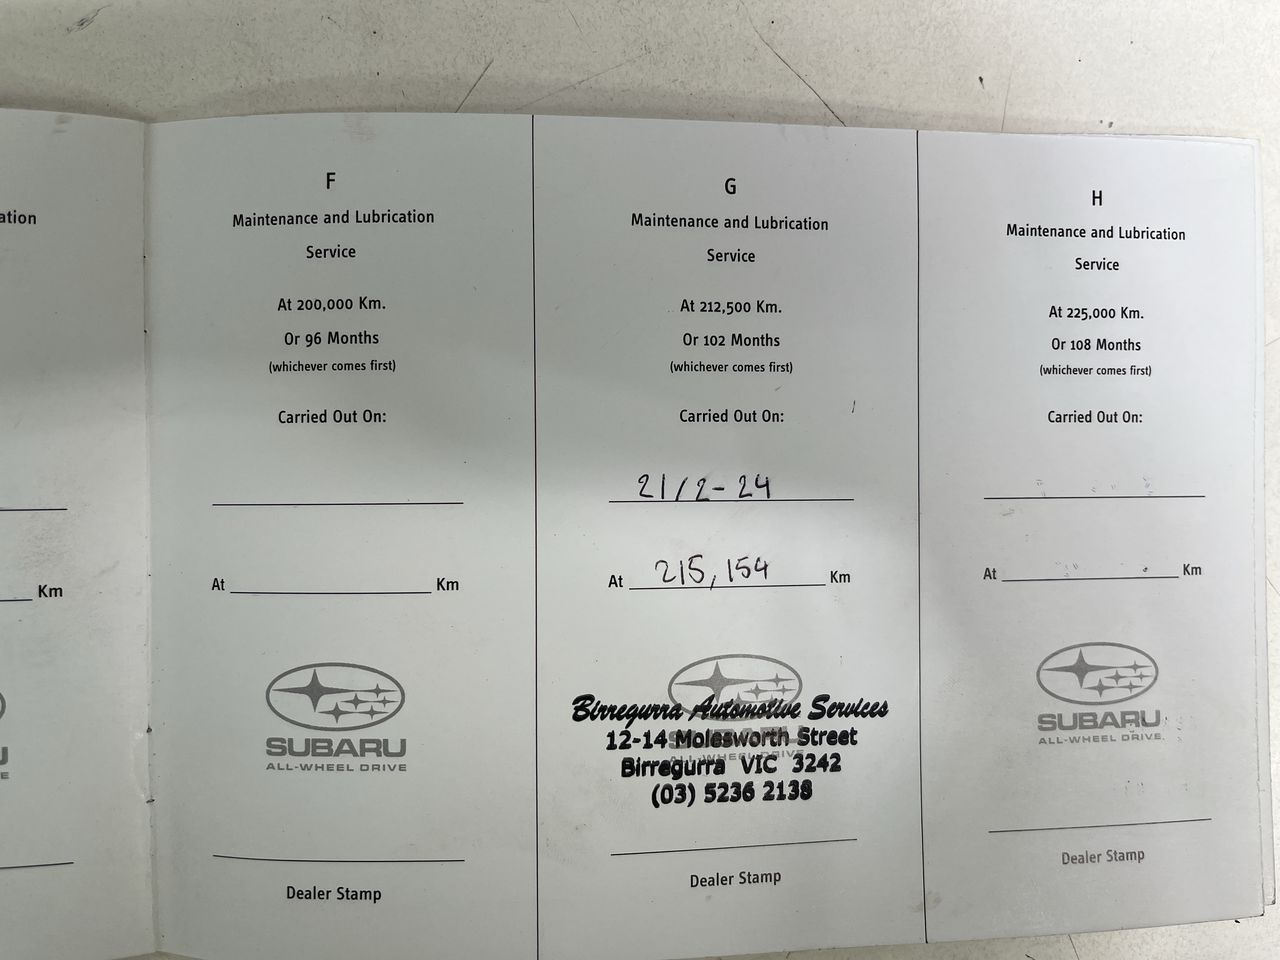 ation
Km
F
Maintenance and Lubrication
Service
At 200,000 Km.
Or 96 Months
(whichever comes first)
Carried Out On:
At Km
SUBARU
ALL-WHEEL DRIVE
Dealer Stamp
G
Maintenance and Lubrication
Service
At 212,500 Km.
Or 102 Months
(whichever comes first)
Carried Out On:
21/2-24
At 215,154 Km
Birregurra Automotive Services
12-14 Molesworth Street
Birregurra VIC 3242
(03) 5236 2138
SUBARU
ALL-WHEEL DRIVE
Dealer Stamp
H
Maintenance and Lubrication
Service
At 225,000 Km.
Or 108 Months
(whichever comes first)
Carried Out On:
At Km
SUBARU
ALL-WHEEL DRIVE
Dealer Stamp